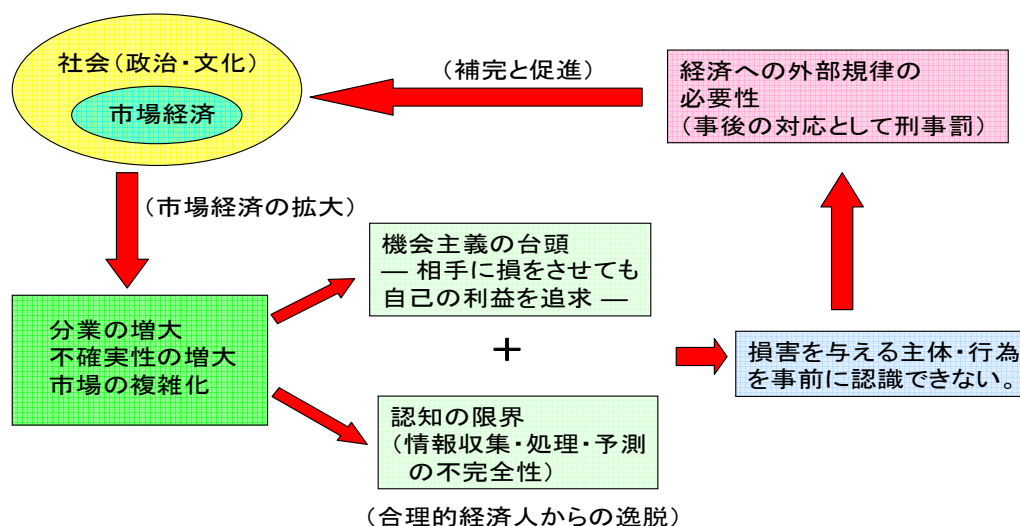 社会(政治・文化)
市場経済
(補完と促進)
経済への外部規律の
必要性
(事後の対応として刑事罰)
(市場経済の拡大)
機会主義の台頭
― 相手に損をさせても
自己の利益を追求 ―
分業の増大
不確実性の増大
市場の複雑化
+
損害を与える主体・行為
を事前に認識できない。
認知の限界
(情報収集・処理・予測
の不完全性)
(合理的経済人からの逸脱)